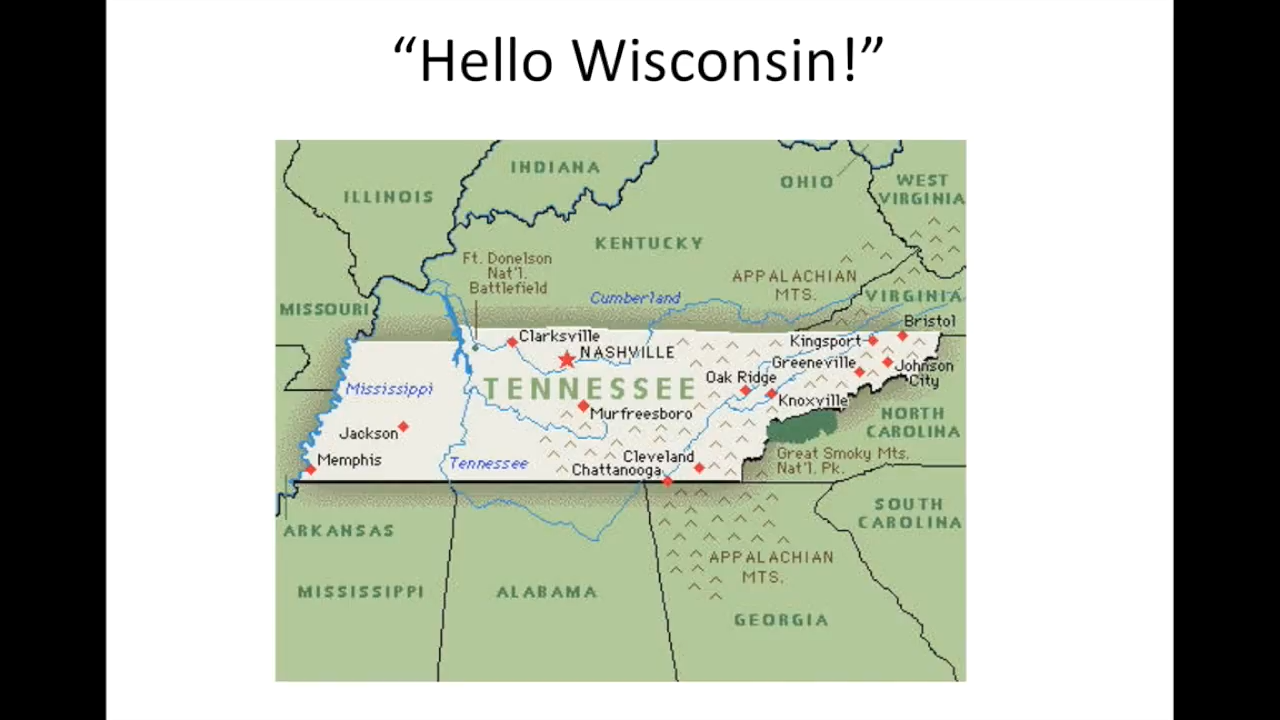 “Hello Wisconsin!”
INDIANA
ILLINOIS
OHIO
WEST
VIRGINIA
KENTUCKY
Ft. Donelson
Nat'l.
Battlefield
APPALACHIAN
MTS.
Cumberland
VIRGINIA
MISSOURI
Bristol
Clarksville
Kingsport
NASHVILLE
Greeneville
Johnson
City
Oak Ridge
Mississippi
TENNESSEE
Knoxville
Murfreesboro
NORTH
CAROLINA
Jackson
Memphis
Tennessee
Cleveland
Chattanooga
Great Smoky Mts.
Nat'l. Pk.
SOUTH
CAROLINA
ARKANSAS
APPALACHIAN
MTS.
MISSISSIPPI
ALABAMA
GEORGIA